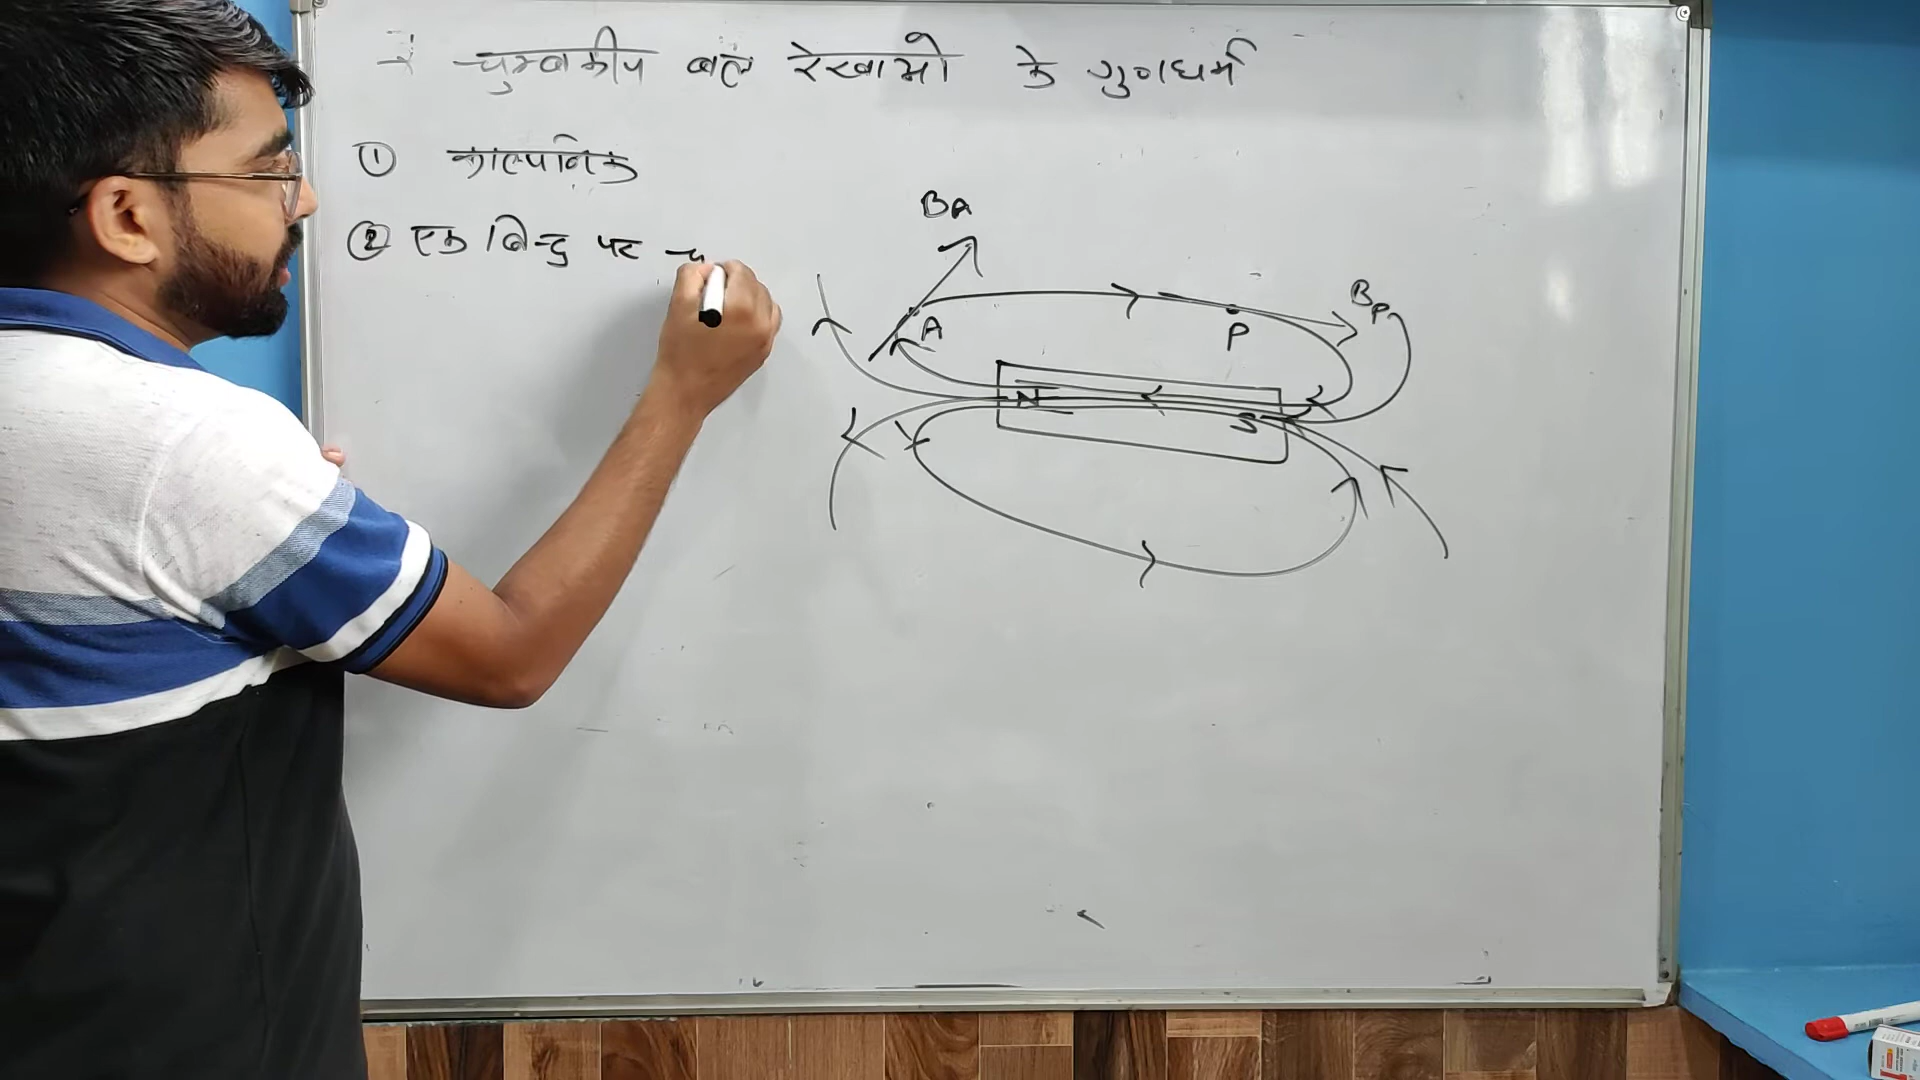 चुम्बकीय बल रेखाओ के गुणधर्म
① काल्पनिक
② एक बिन्दु पर च
BA
A
P
BP
N
S